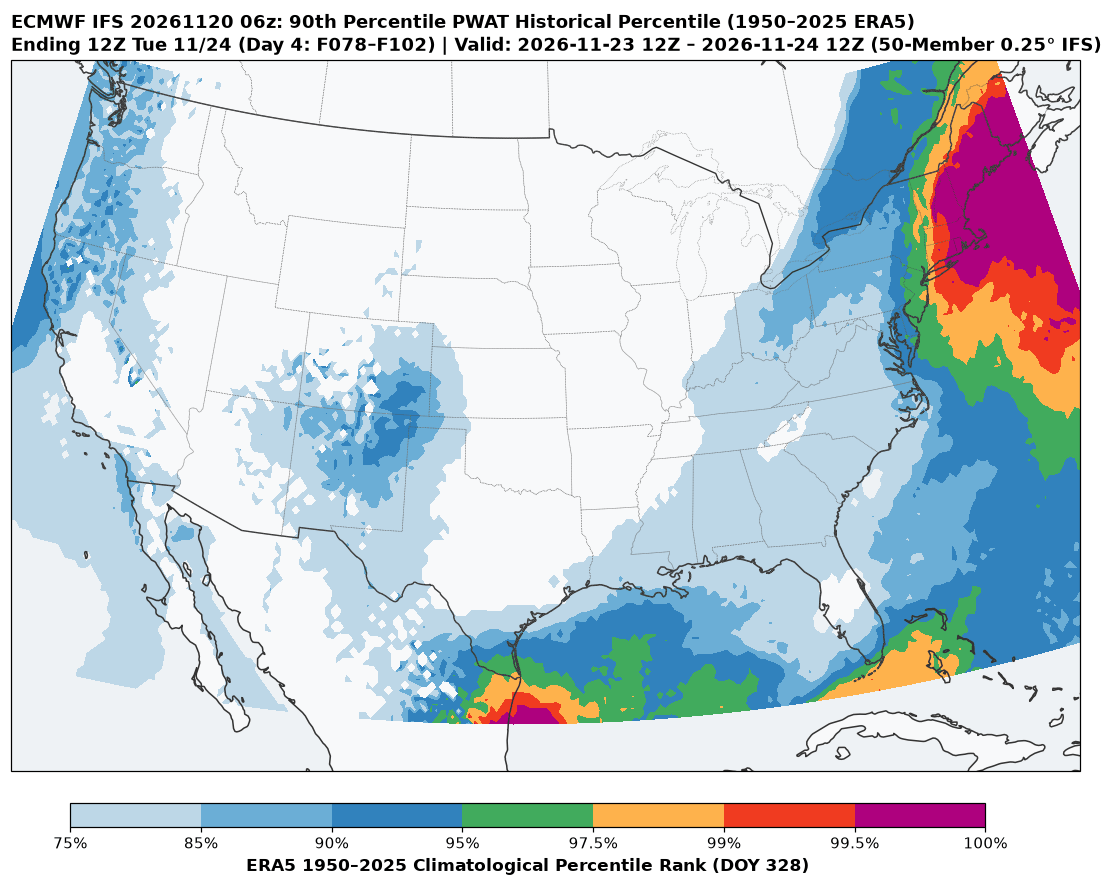 ECMWF IFS 20261120 06z: 90th Percentile PWAT Historical Percentile (1950–2025 ERA5)
Ending 12Z Tue 11/24 (Day 4: F078–F102) | Valid: 2026-11-23 12Z – 2026-11-24 12Z (50-Member 0.25° IFS)
75% 85% 90% 95% 97.5% 99% 99.5% 100%
ERA5 1950–2025 Climatological Percentile Rank (DOY 328)